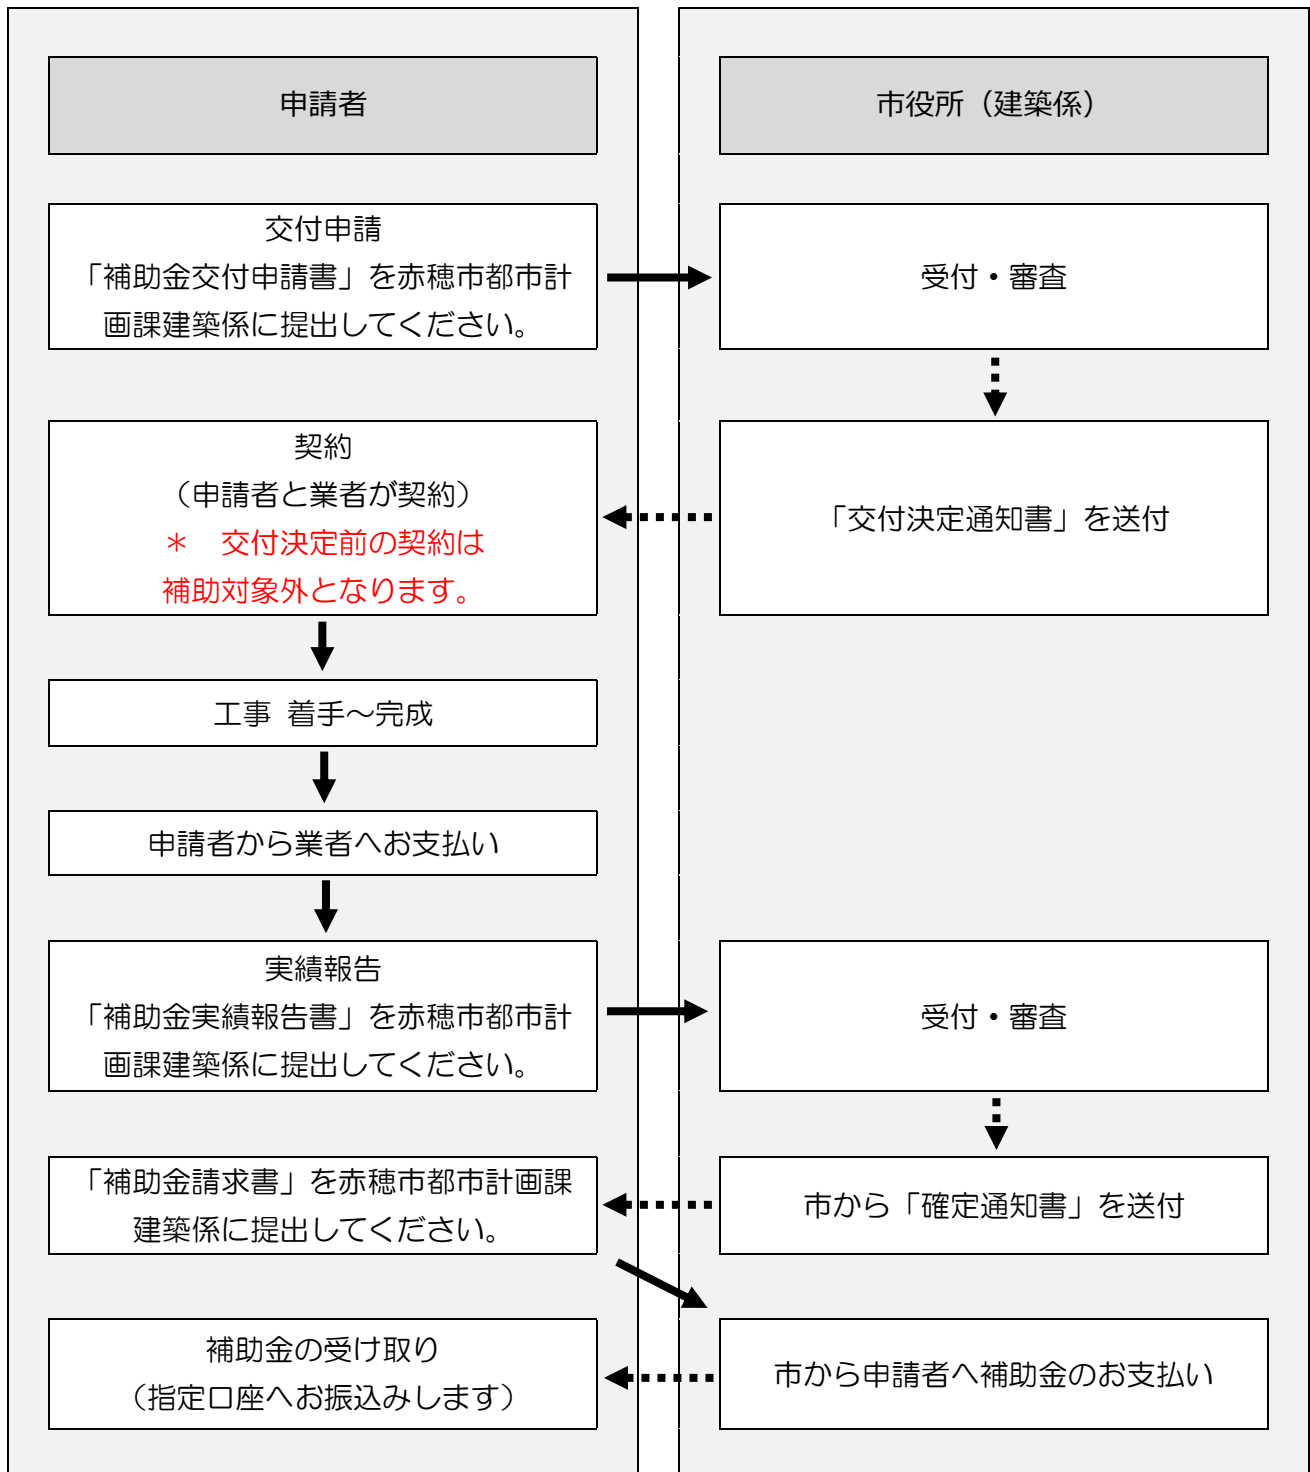 申請者
市役所（建築係）
交付申請
「補助金交付申請書」を赤穂市都市計
画課建築係に提出してください。
受付・審査
契約
（申請者と業者が契約）
＊　交付決定前の契約は
補助対象外となります。
「交付決定通知書」を送付
工事 着手～完成
申請者から業者へお支払い
実績報告
「補助金実績報告書」を赤穂市都市計
画課建築係に提出してください。
受付・審査
「補助金請求書」を赤穂市都市計画課
建築係に提出してください。
市から「確定通知書」を送付
補助金の受け取り
（指定口座へお振込みします）
市から申請者へ補助金のお支払い